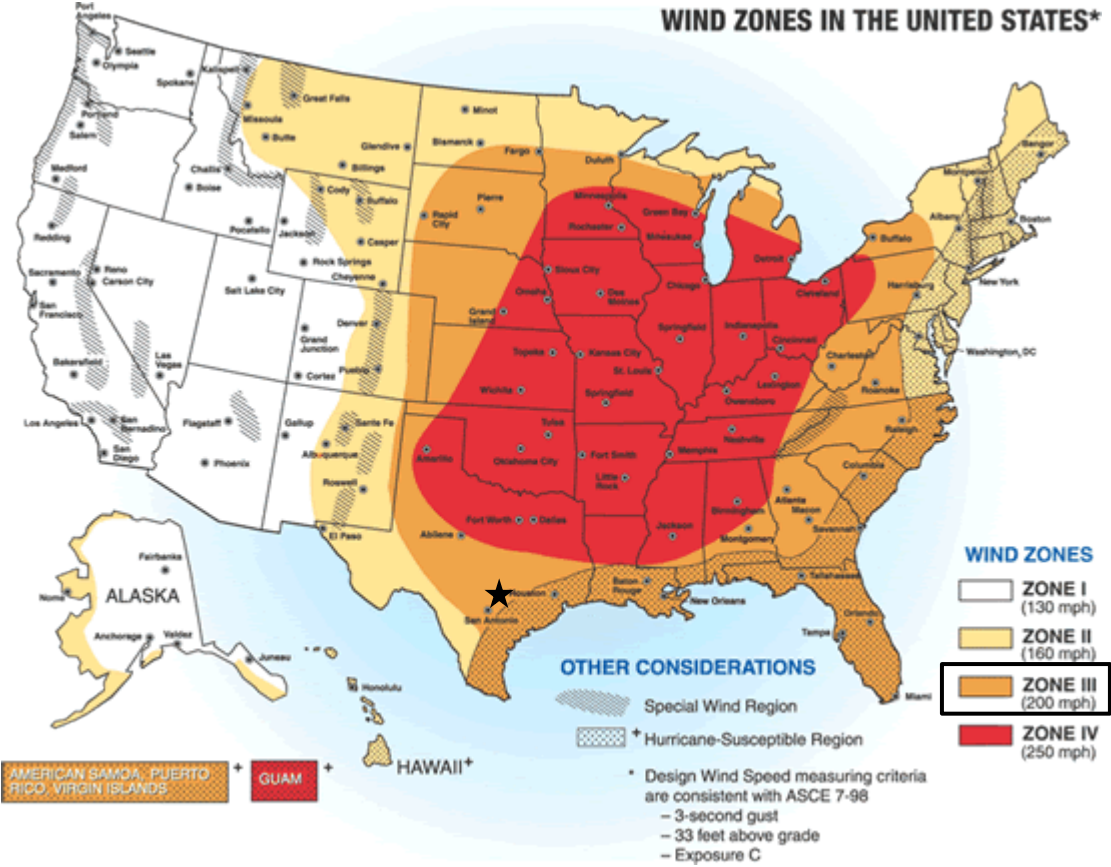 WIND ZONES IN THE UNITED STATES*
Port
Angeles
Seattle
Olympia
Spokane
Kalispell
Great Falls
Minot
Missoula
Portland
Salem
Butte
Glendive
Bismarck
Fargo
Duluth
Bangor
Medford
Challis
Boise
Billings
Montpelier
Cody
Buffalo
Pierre
Rapid
City
Minneapolis
Rochester
Green Bay
Milwaukee
Albany
Boston
Redding
Pocatello
Jackson
Casper
Buffalo
Sacramento
Reno
Carson City
Rock Springs
Cheyenne
Salt Lake City
Sioux City
Detroit
Chicago
Cleveland
Harrisburg
New York
San
Francisco
Omaha
Des
Moines
Grand
Island
Denver
Grand
Junction
Springfield
Indianapolis
Cincinnati
Washington, DC
Bakersfield
Las
Vegas
Cortez
Pueblo
Topeka
Kansas City
St. Louis
Charleston
Lexington
Roanoke
Wichita
Springfield
Owensboro
Los Angeles
San
Bernadino
Flagstaff
Gallup
Sante Fe
Tulsa
Nashville
Raleigh
San
Diego
Phoenix
Albuquerque
Amarillo
Oklahoma City
Fort Smith
Memphis
Columbia
Roswell
Little
Rock
Atlanta
Birmingham
Macon
Fort Worth
Dallas
Jackson
Montgomery
Savannah
El Paso
Abilene
Tallahassee
Baton
Rouge
New Orleans
Houston
San Antonio
Orlando
Tampa
Miami
Fairbanks
Nome
ALASKA
Anchorage
Valdez
Juneau
Honolulu
HAWAII+
WIND ZONES
ZONE I
(130 mph)
ZONE II
(160 mph)
ZONE III
(200 mph)
ZONE IV
(250 mph)
OTHER CONSIDERATIONS
Special Wind Region
+ Hurricane-Susceptible Region
AMERICAN SAMOA, PUERTO
RICO, VIRGIN ISLANDS
+
GUAM
+
* Design Wind Speed measuring criteria
are consistent with ASCE 7-98
– 3-second gust
– 33 feet above grade
– Exposure C